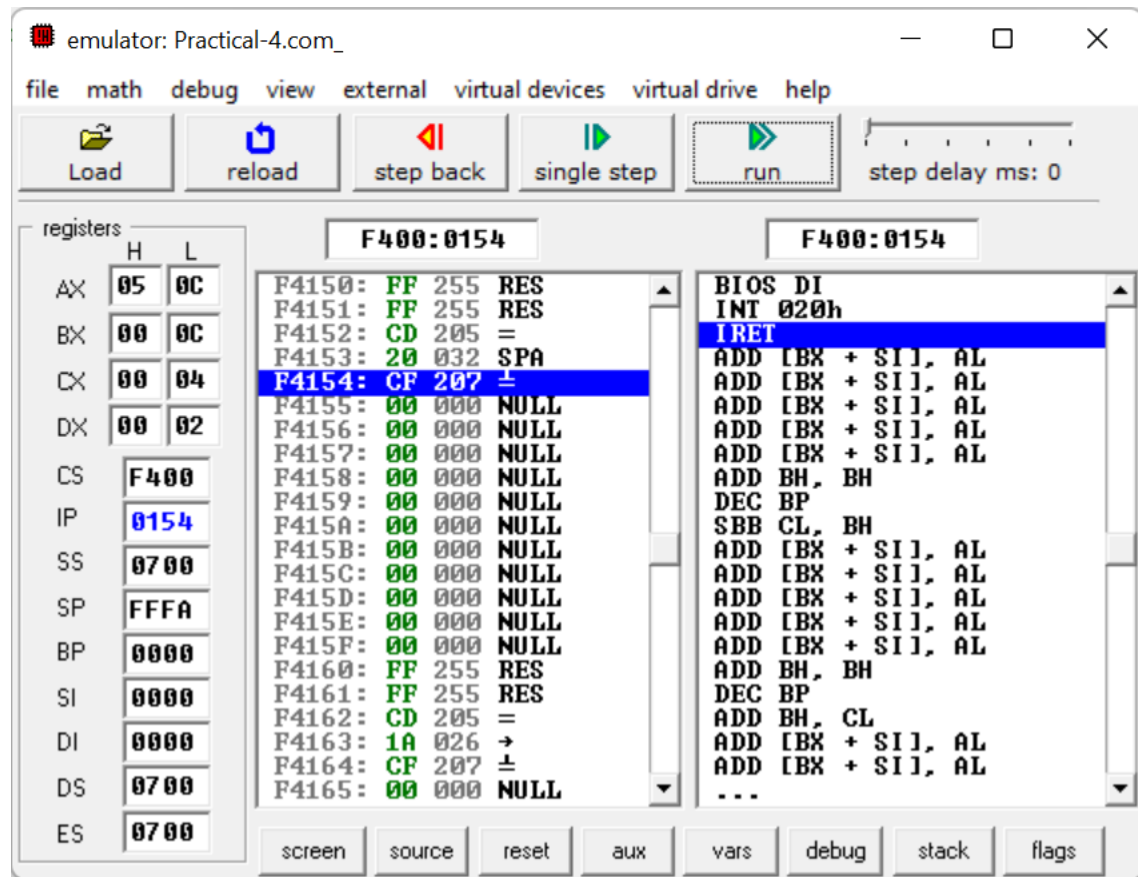 emulator: Practical-4.com_
file math debug view external virtual devices virtual drive help
Load reload step back single step run step delay ms: 0
registers
H L
AX 05 0C
BX 00 0C
CX 00 04
DX 00 02
CS F400
IP 0154
SS 0700
SP FFFA
BP 0000
SI 0000
DI 0000
DS 0700
ES 0700
F400:0154
F4150: FF 255 RES
F4151: FF 255 RES
F4152: CD 205 =
F4153: 20 032 SPA
F4154: CF 207 ╧
F4155: 00 000 NULL
F4156: 00 000 NULL
F4157: 00 000 NULL
F4158: 00 000 NULL
F4159: 00 000 NULL
F415A: 00 000 NULL
F415B: 00 000 NULL
F415C: 00 000 NULL
F415D: 00 000 NULL
F415E: 00 000 NULL
F415F: 00 000 NULL
F4160: FF 255 RES
F4161: FF 255 RES
F4162: CD 205 =
F4163: 1A 026 →
F4164: CF 207 ╧
F4165: 00 000 NULL
F400:0154
BIOS DI
INT 020h
IRET
ADD [BX + SI], AL
ADD [BX + SI], AL
ADD [BX + SI], AL
ADD [BX + SI], AL
ADD [BX + SI], AL
ADD BH, BH
DEC BP
SBB CL, BH
ADD [BX + SI], AL
ADD [BX + SI], AL
ADD [BX + SI], AL
ADD [BX + SI], AL
ADD [BX + SI], AL
ADD BH, BH
DEC BP
ADD BH, CL
ADD [BX + SI], AL
ADD [BX + SI], AL
...
screen source reset aux vars debug stack flags